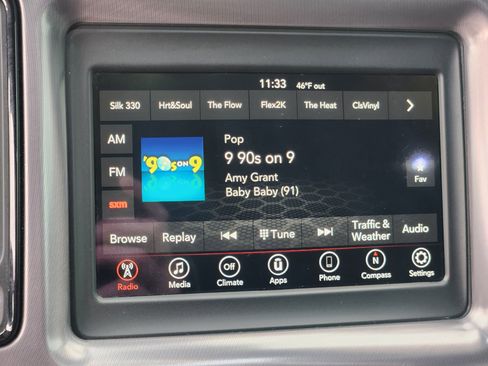 11:33 46°F out
Silk 330 Hrt&Soul The Flow Flex2K The Heat ClsVinyl
AM
FM
sxm
'90s ON 9
Pop
9 90s on 9
Amy Grant
Baby Baby (91)
Fav
Browse Replay Tune Traffic & Weather Audio
Radio Media Off Climate Apps Phone N Compass Settings